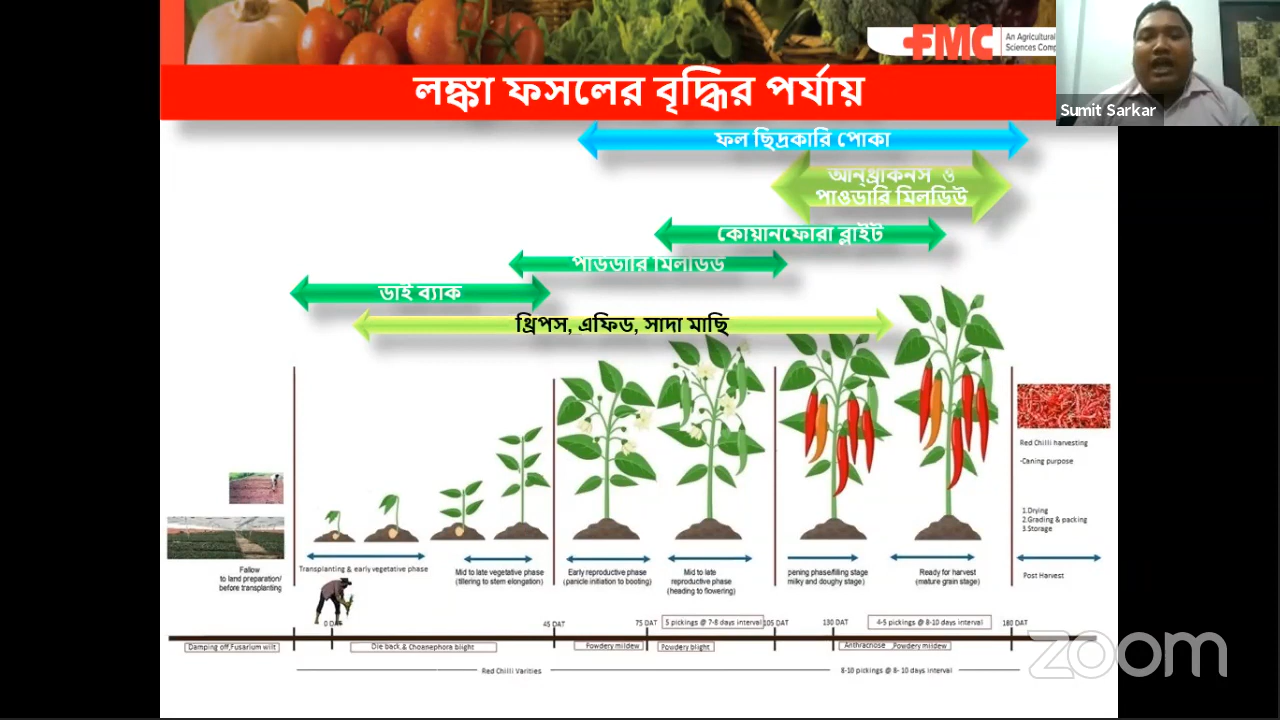 FMC
An Agricultural
Sciences Comp
Sumit Sarkar
লঙ্কা ফসলের বৃদ্ধির পর্যায়
ফল ছিদ্রকারি পোকা
আন্থ্রাকনস ও
পাওডারি মিলডিউ
কোয়ানফোরা ব্লাইট
ডাই ব্যাক
থ্রিপস, এফিড, সাদা মাছি
Red Chilli harvesting
-Caning purpose
1.Drying
2.Grading & packing
3.Storage
Fallow
to land preparation/
before transplanting
Transplanting & early vegetative phase
Mid to late vegetative phase
(tillering to stem elongation)
Early reproductive phase
(panicle initiation to booting)
Mid to late
reproductive phase
(heading to flowering)
pening phase/filling stage
milky and doughy stage)
Ready for harvest
(mature grain stage)
Post Harvest
0 DAT
45 DAT
75 DAT
5 pickings @ 7-8 days interval
105 DAT
130 DAT
4-5 pickings @ 8-10 days interval
180 DAT
Damping off,Fusarium wilt
Die back,& Choanephora blight
Powdery mildew
Powdery blight
Anthracnose Powdery mildew
Red Chilli Varities
8-10 pickings @ 8- 10 days interval
zoom